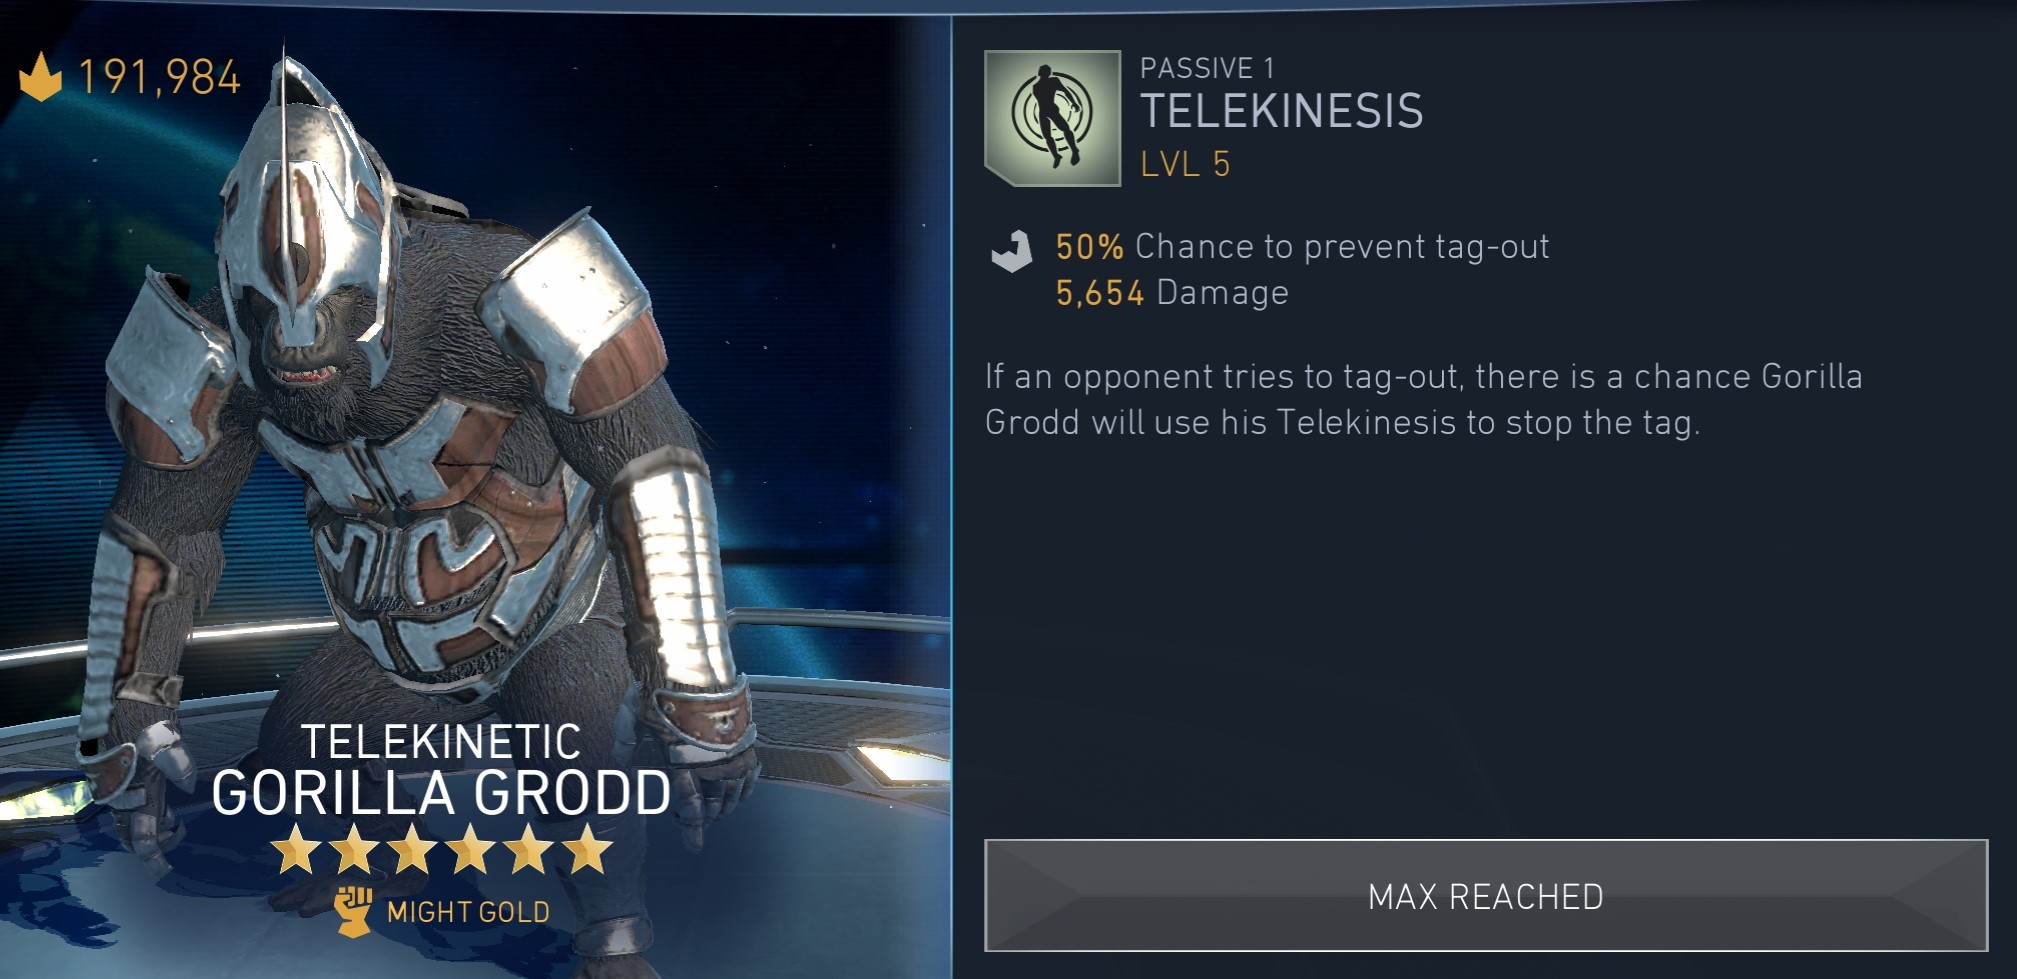 191,984
TELEKINETIC
GORILLA GRODD
MIGHT GOLD
PASSIVE 1
TELEKINESIS
LVL 5
50% Chance to prevent tag-out
5,654 Damage
If an opponent tries to tag-out, there is a chance Gorilla
Grodd will use his Telekinesis to stop the tag.
MAX REACHED